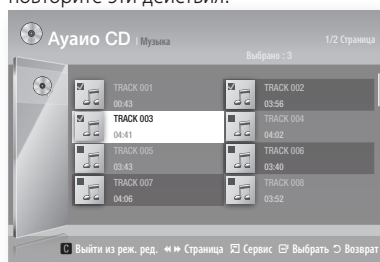 повторите эти действия.
Аудио CD | Музыка
1/2 Страница
Выбрано : 3
TRACK 001
00:43
TRACK 002
03:56
TRACK 003
04:41
TRACK 004
04:02
TRACK 005
03:43
TRACK 006
03:40
TRACK 007
04:06
TRACK 008
03:52
C Выйти из реж. ред. Страница Сервис Выбрать Возврат